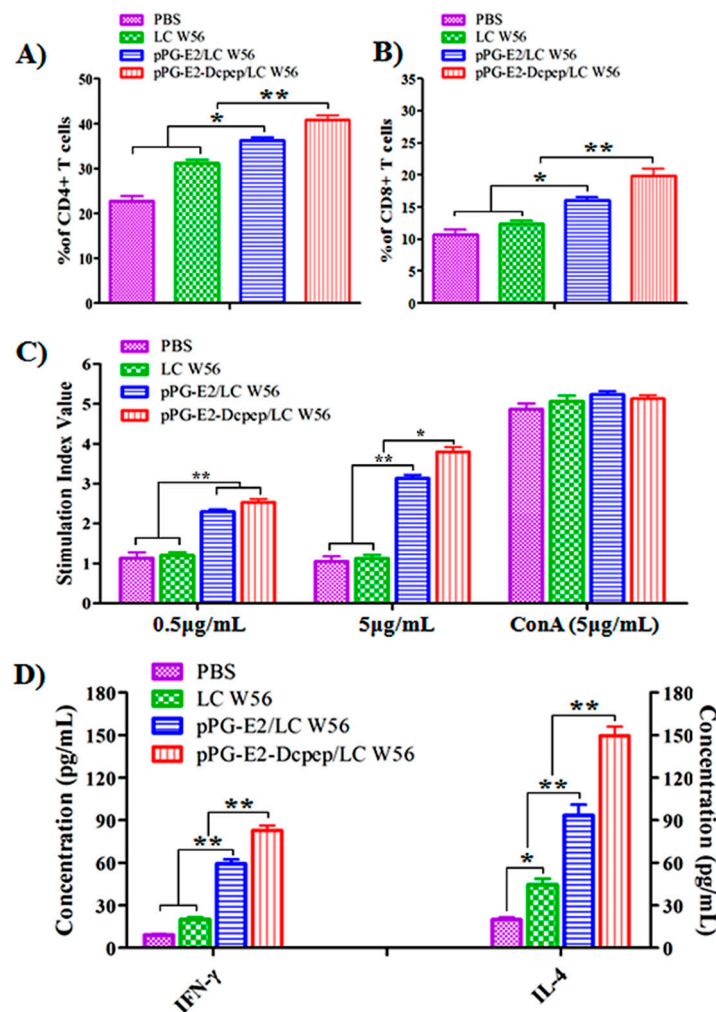 A)
PBS
LC W56
pPG-E2/LC W56
pPG-E2-Dcpep/LC W56
%of CD4+ T cells
50
40
30
20
10
0
*
**
B)
PBS
LC W56
pPG-E2/LC W56
pPG-E2-Dcpep/LC W56
%of CD8+ T cells
35
30
25
20
15
10
5
0
*
**
C)
PBS
LC W56
pPG-E2/LC W56
pPG-E2-Dcpep/LC W56
Stimulation Index Value
6
5
4
3
2
1
0
**
**
*
0.5μg/mL
5μg/mL
ConA (5μg/mL)
D)
PBS
LC W56
pPG-E2/LC W56
pPG-E2-Dcpep/LC W56
Concentration (pg/mL)
180
150
120
90
60
30
0
**
**
*
**
**
180
150
120
90
60
30
0
Concentration (pg/mL)
IFN-γ
IL-4